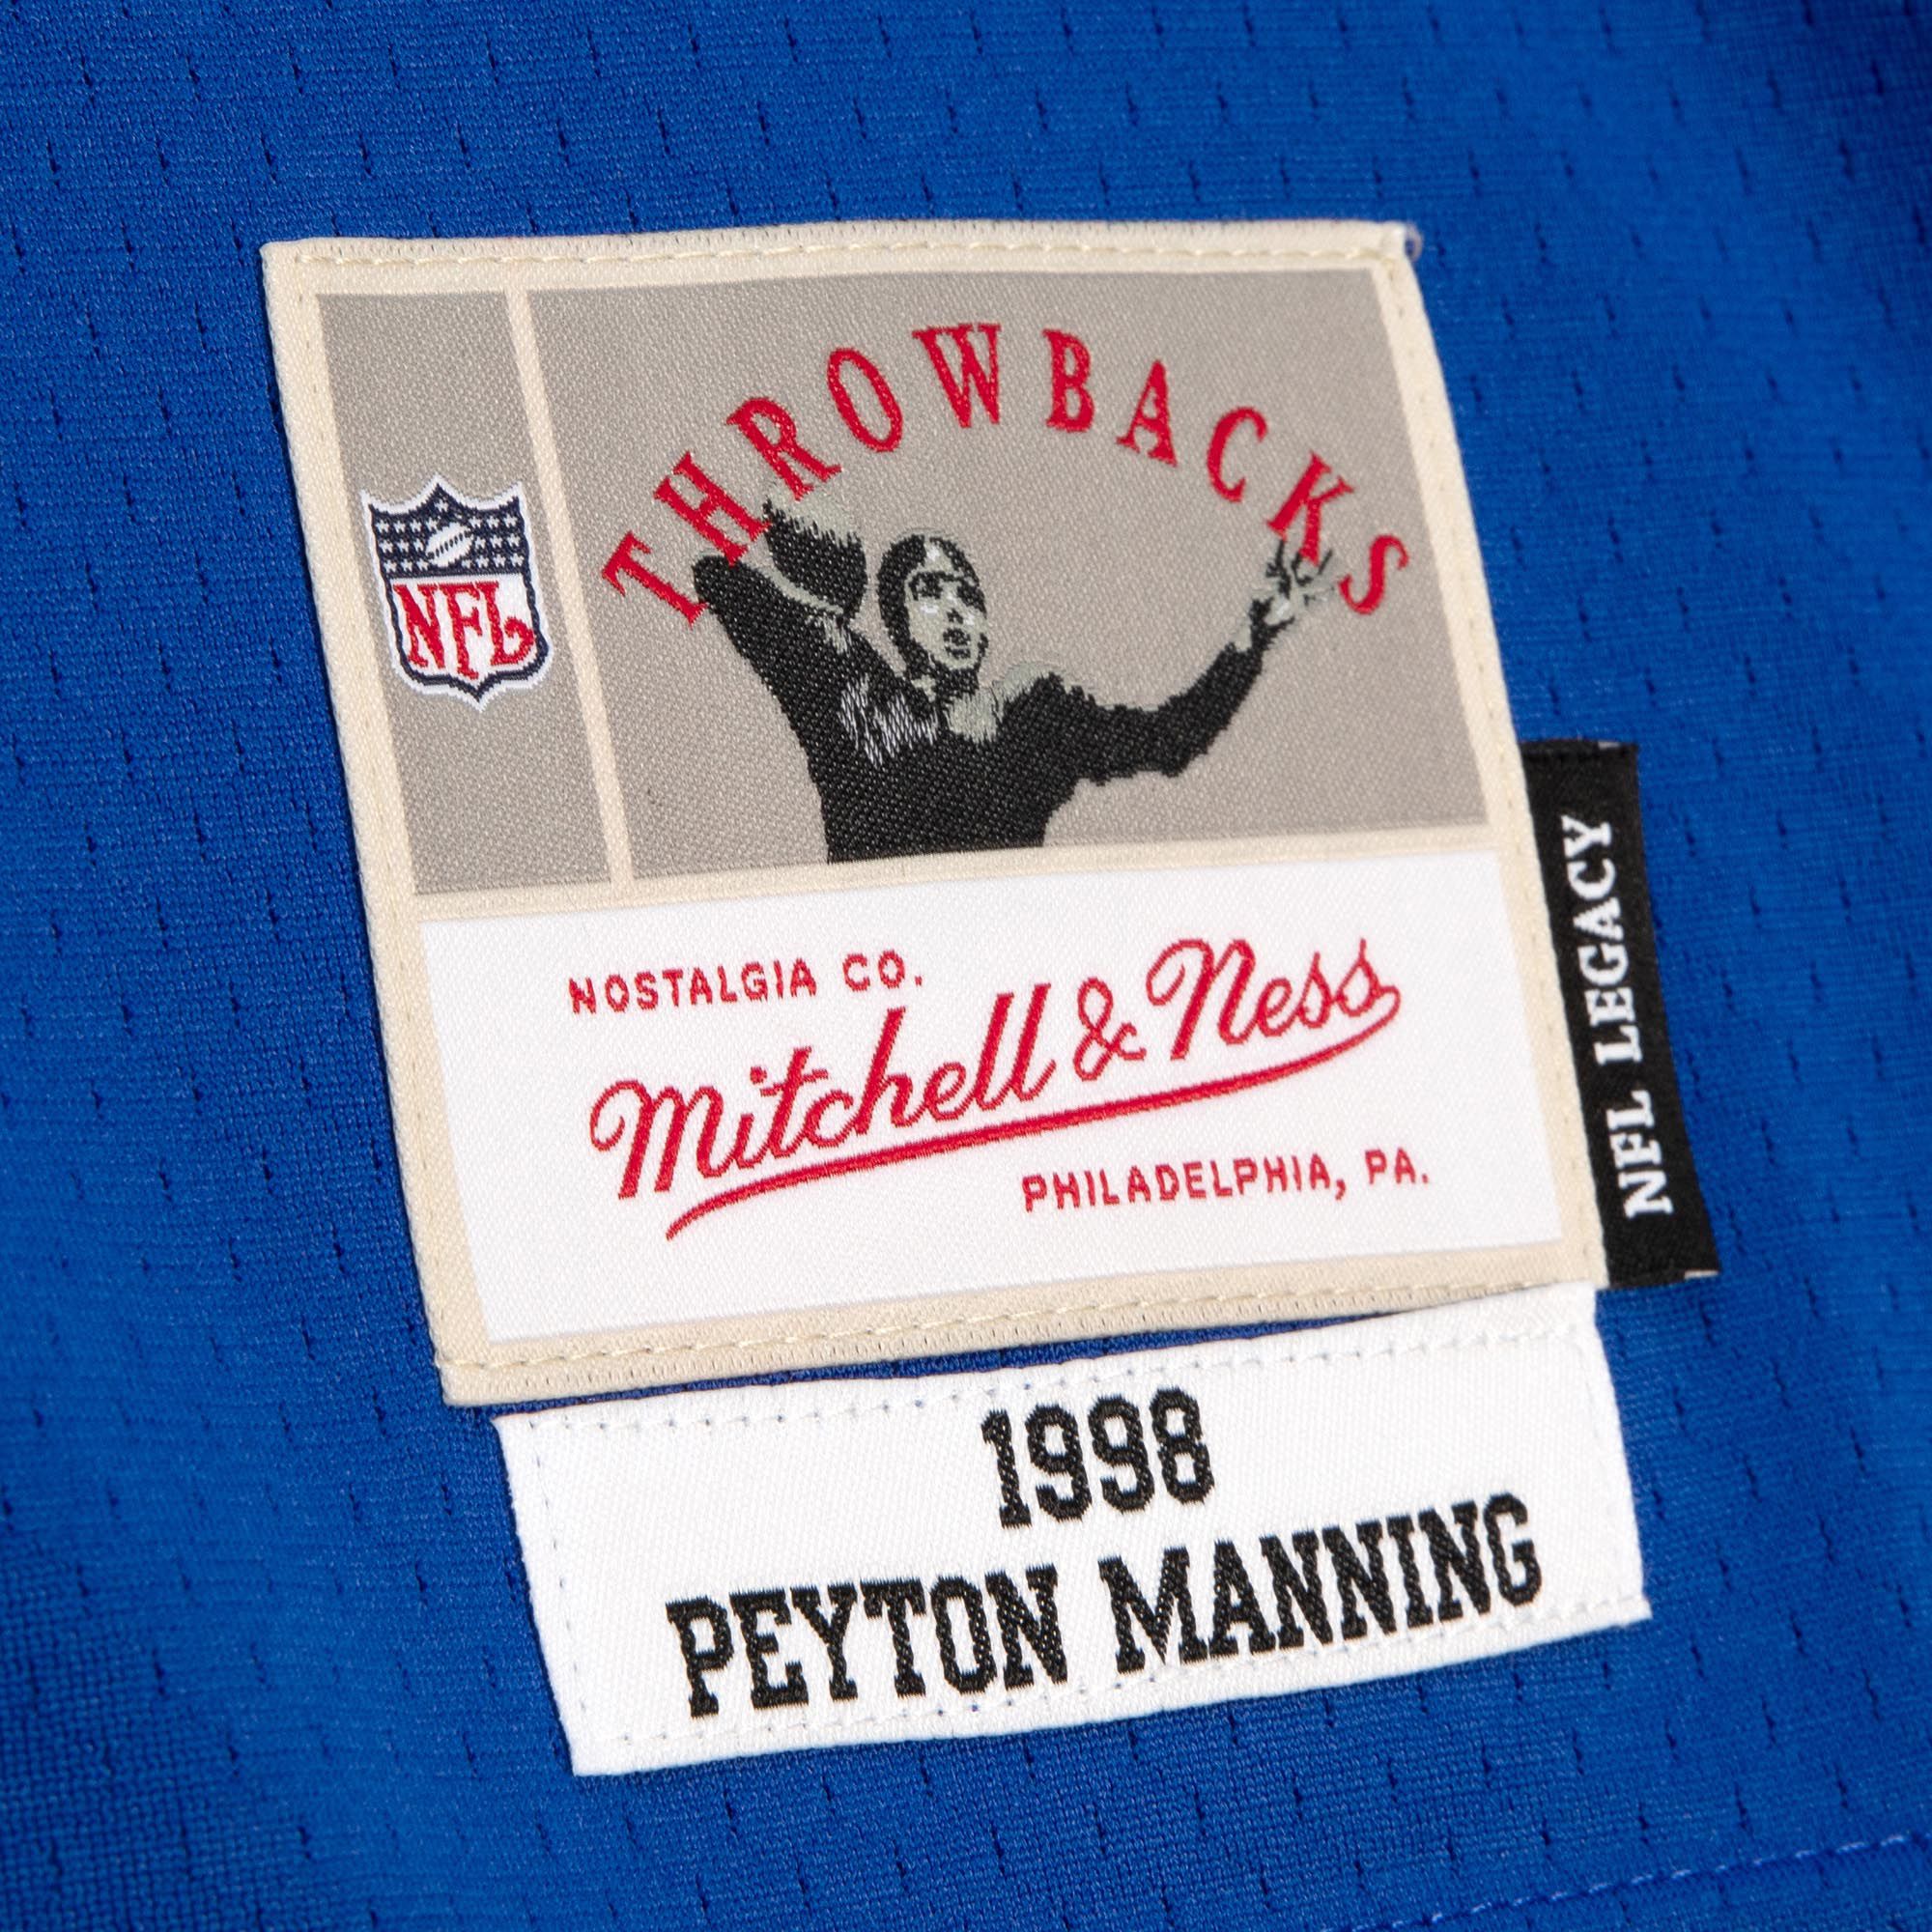 THROWBACKS
NFL
NOSTALGIA CO.
Mitchell & Ness
PHILADELPHIA, PA.
NFL LEGACY
1998
PEYTON MANNING